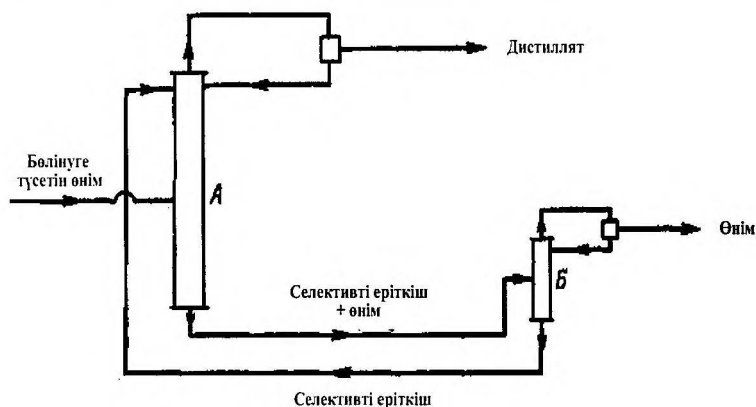 Дистиллят
Бөлінуге
түсетін өнім
А
Өнім
Б
Селективті еріткіш
+ өнім
Селективті еріткіш